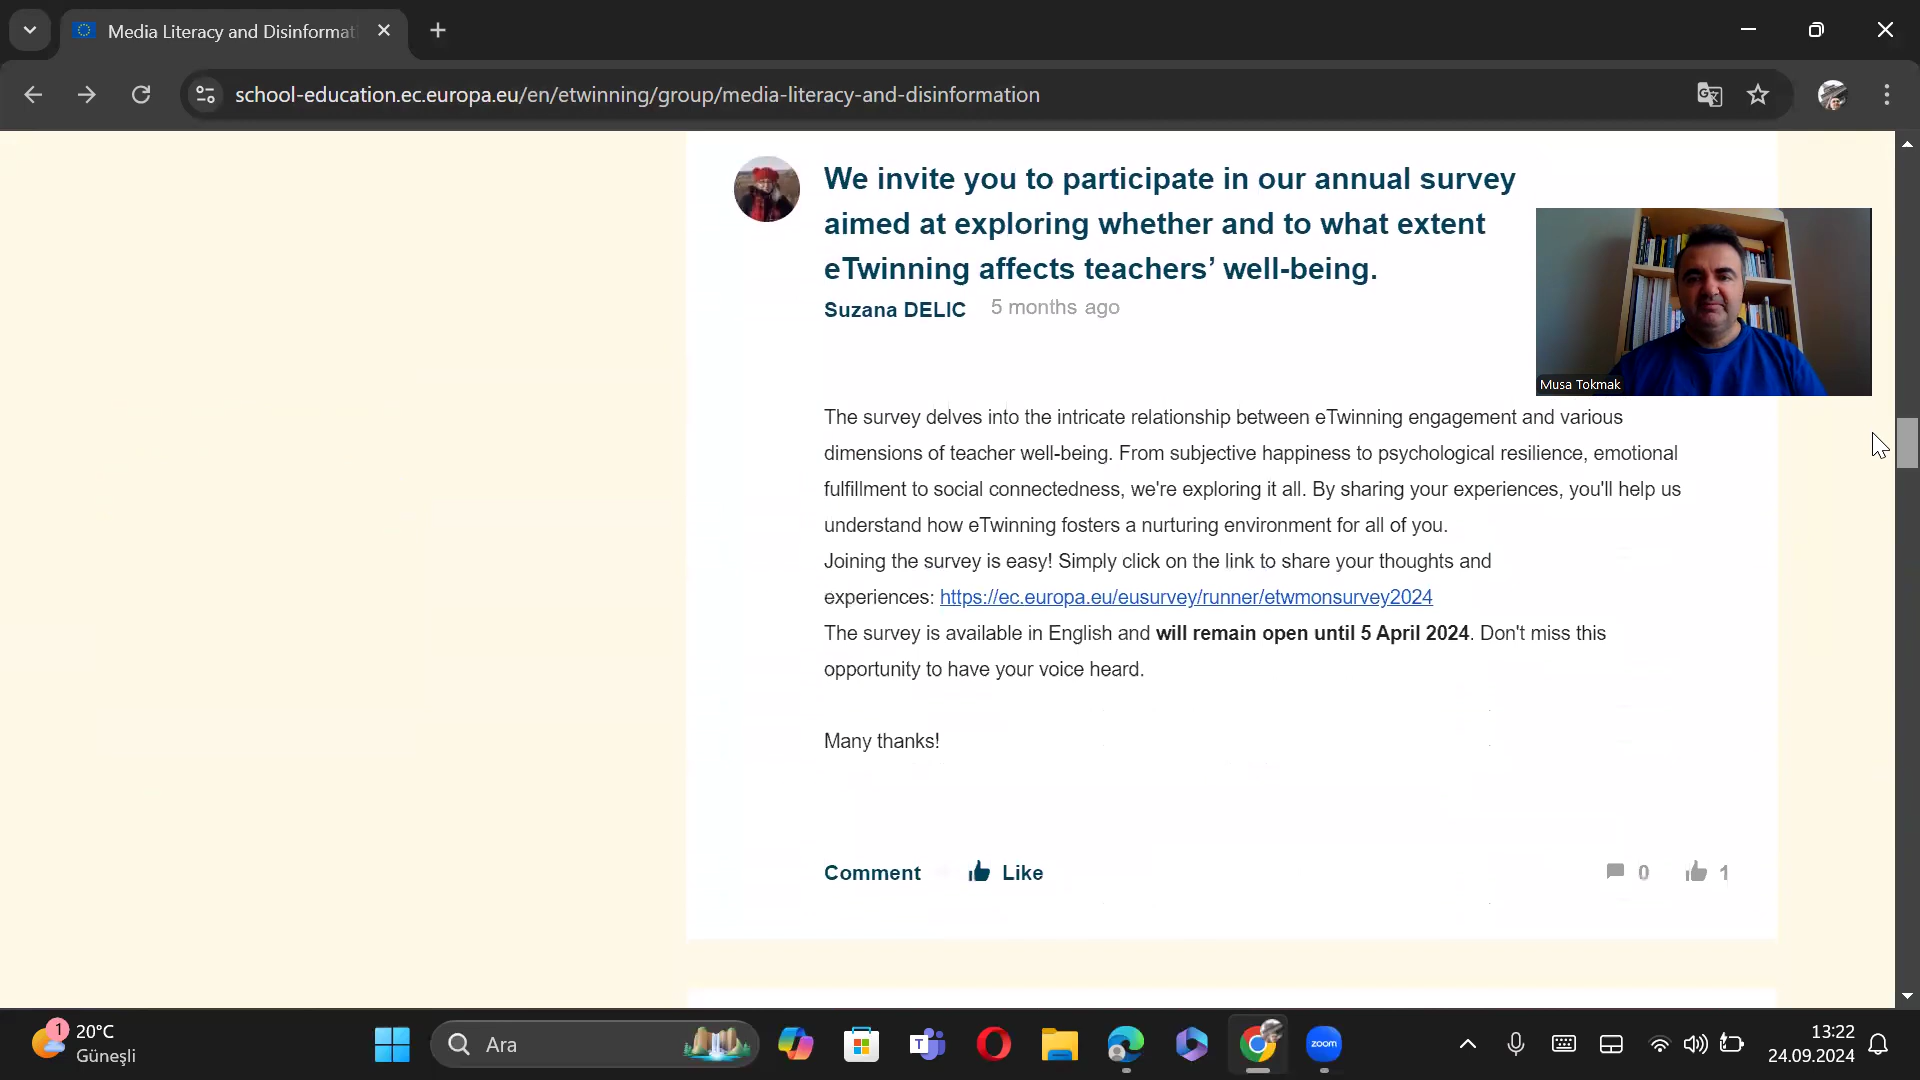 Media Literacy and Disinformat
school-education.ec.europa.eu/en/etwinning/group/media-literacy-and-disinformation
We invite you to participate in our annual survey
aimed at exploring whether and to what extent
eTwinning affects teachers’ well-being.
Suzana DELIC 5 months ago
Musa Tokmak
The survey delves into the intricate relationship between eTwinning engagement and various
dimensions of teacher well-being. From subjective happiness to psychological resilience, emotional
fulfillment to social connectedness, we're exploring it all. By sharing your experiences, you'll help us
understand how eTwinning fosters a nurturing environment for all of you.
Joining the survey is easy! Simply click on the link to share your thoughts and
experiences: https://ec.europa.eu/eusurvey/runner/etwmonsurvey2024
The survey is available in English and will remain open until 5 April 2024. Don't miss this
opportunity to have your voice heard.
Many thanks!
Comment Like 0 1
1
20°C
Güneşli
Ara
T
zoom
13:22
24.09.2024